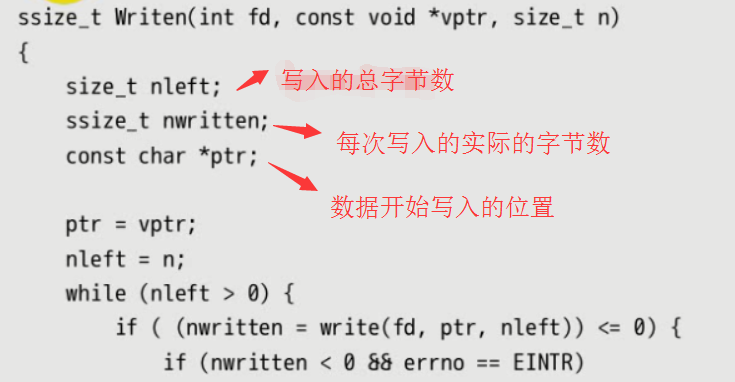 ssize_t Writen(int fd, const void *vptr, size_t n)
{
size_t nleft; 写入的总字节数
ssize_t nwritten; 每次写入的实际的字节数
const char *ptr;
数据开始写入的位置
ptr = vptr;
nleft = n;
while (nleft > 0) {
if ( (nwritten = write(fd, ptr, nleft)) <= 0) {
if (nwritten < 0 && errno == EINTR)